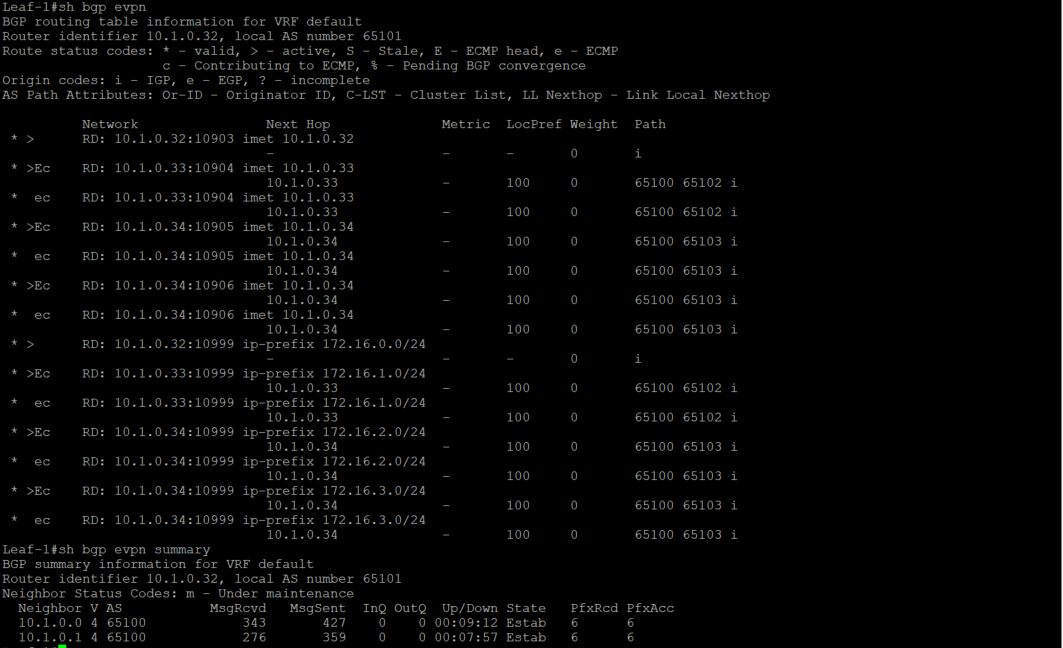 Leaf-1#sh bgp evpn
BGP routing table information for VRF default
Router identifier 10.1.0.32, local AS number 65101
Route status codes: * - valid, > - active, S - Stale, E - ECMP head, e - ECMP
c - Contributing to ECMP, % - Pending BGP convergence
Origin codes: i - IGP, e - EGP, ? - incomplete
AS Path Attributes: Or-ID - Originator ID, C-LST - Cluster List, LL Nexthop - Link Local Nexthop
Network Next Hop Metric LocPref Weight Path
* > RD: 10.1.0.32:10903 imet 10.1.0.32
- - - 0 i
* >Ec RD: 10.1.0.33:10904 imet 10.1.0.33
10.1.0.33 - 100 0 65100 65102 i
* ec RD: 10.1.0.33:10904 imet 10.1.0.33
10.1.0.33 - 100 0 65100 65102 i
* >Ec RD: 10.1.0.34:10905 imet 10.1.0.34
10.1.0.34 - 100 0 65100 65103 i
* ec RD: 10.1.0.34:10905 imet 10.1.0.34
10.1.0.34 - 100 0 65100 65103 i
* >Ec RD: 10.1.0.34:10906 imet 10.1.0.34
10.1.0.34 - 100 0 65100 65103 i
* ec RD: 10.1.0.34:10906 imet 10.1.0.34
10.1.0.34 - 100 0 65100 65103 i
* > RD: 10.1.0.32:10999 ip-prefix 172.16.0.0/24
- - - 0 i
* >Ec RD: 10.1.0.33:10999 ip-prefix 172.16.1.0/24
10.1.0.33 - 100 0 65100 65102 i
* ec RD: 10.1.0.33:10999 ip-prefix 172.16.1.0/24
10.1.0.33 - 100 0 65100 65102 i
* >Ec RD: 10.1.0.34:10999 ip-prefix 172.16.2.0/24
10.1.0.34 - 100 0 65100 65103 i
* ec RD: 10.1.0.34:10999 ip-prefix 172.16.2.0/24
10.1.0.34 - 100 0 65100 65103 i
* >Ec RD: 10.1.0.34:10999 ip-prefix 172.16.3.0/24
10.1.0.34 - 100 0 65100 65103 i
* ec RD: 10.1.0.34:10999 ip-prefix 172.16.3.0/24
10.1.0.34 - 100 0 65100 65103 i
Leaf-1#sh bgp evpn summary
BGP summary information for VRF default
Router identifier 10.1.0.32, local AS number 65101
Neighbor Status Codes: m - Under maintenance
Neighbor V AS MsgRcvd MsgSent InQ OutQ Up/Down State PfxRcd PfxAcc
10.1.0.0 4 65100 343 427 0 0 00:09:12 Estab 6 6
10.1.0.1 4 65100 276 359 0 0 00:07:57 Estab 6 6